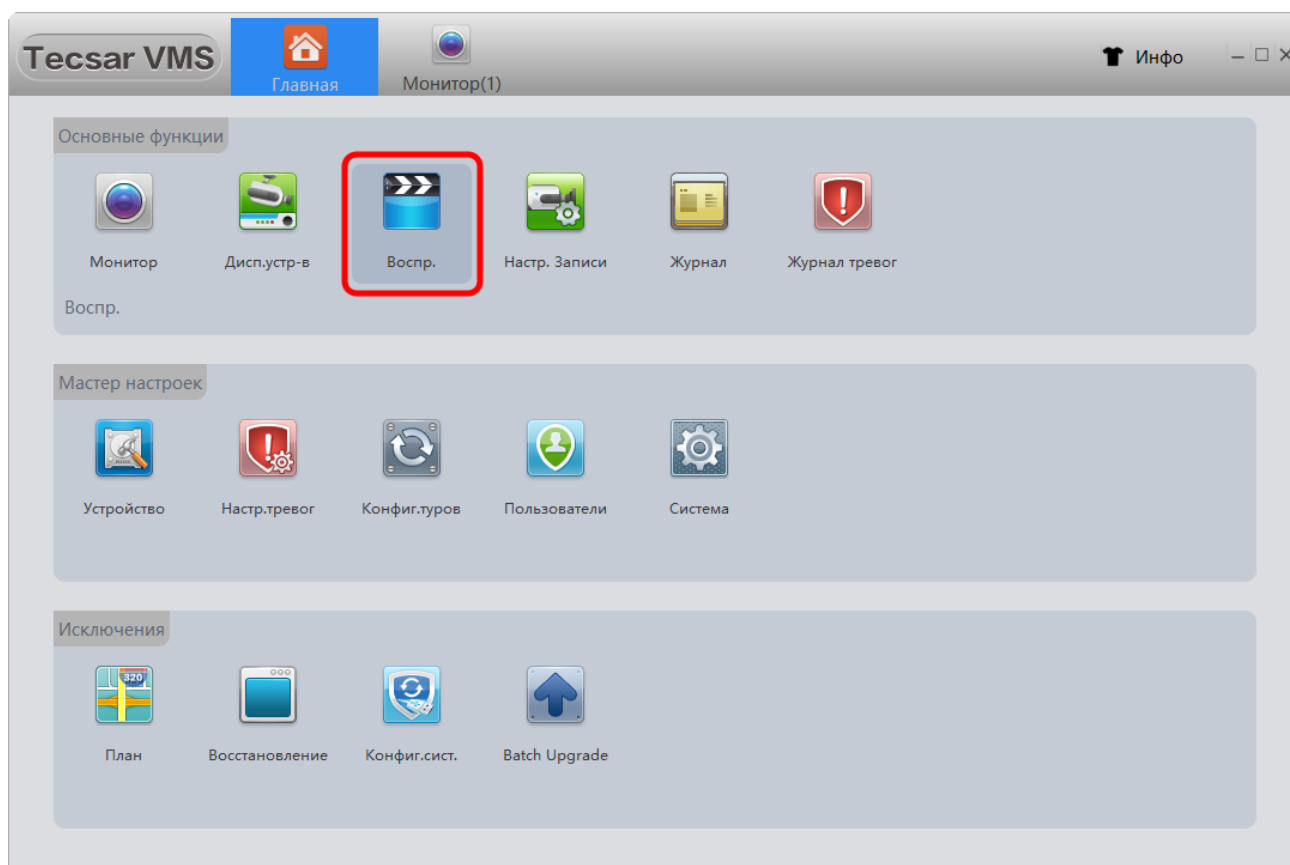 Tecsar VMS
Главная
Монитор(1)
Инфо
Основные функции
Монитор
Дисп.устр-в
Воспр.
Настр. Записи
Журнал
Журнал тревог
Воспр.
Мастер настроек
Устройство
Настр.тревог
Конфиг.туров
Пользователи
Система
Исключения
320
План
Восстановление
Конфиг.сист.
Batch Upgrade